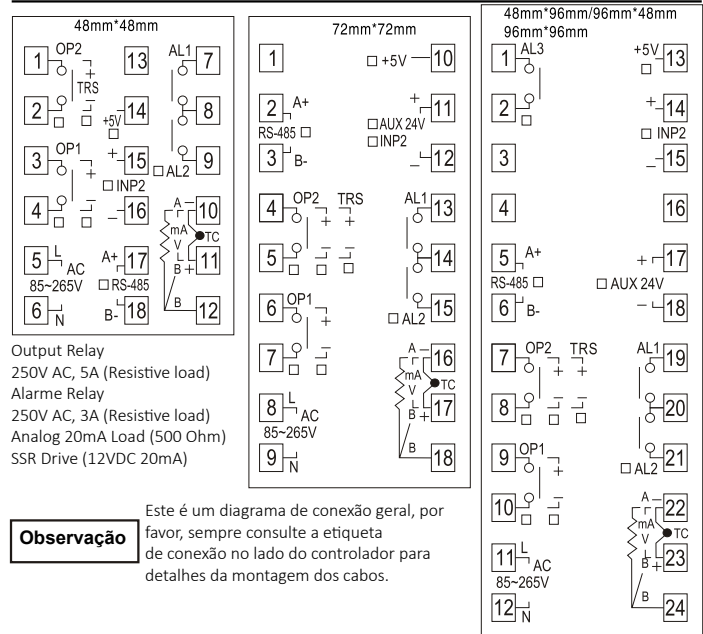 48mm*48mm
1 OP2 13 AL1 7
+
TRS
2 − − +5V 14 8
3 OP1 + 15 9
□ AL2
□ INP2
4 − − 16 A − 10
mA
V
TC
5 L AC A+ 17 B + 11
85~265V □ RS-485
6 N B- 18 B 12
Output Relay
250V AC, 5A (Resistive load)
Alarme Relay
250V AC, 3A (Resistive load)
Analog 20mA Load (500 Ohm)
SSR Drive (12VDC 20mA)
72mm*72mm
1 □ +5V 10
2 A+ + 11
RS-485 □ □ AUX 24V
□ INP2
3 B- − 12
4 OP2 TRS AL1 13
+ +
5 − − 14
6 OP1 15
+ □ AL2
7 − A − 16
mA
V
TC
8 L AC B + 17
85~265V
9 N B 18
48mm*96mm/96mm*48mm
96mm*96mm
1 AL3 +5V 13
2 + 14
□ INP2
3 − 15
4 16
5 A+ + 17
RS-485 □ □ AUX 24V
6 B- − 18
7 OP2 TRS AL1 19
+ +
8 − − 20
9 OP1 21
+ □ AL2
10 − A − 22
mA
V
TC
11 L AC B + 23
85~265V
12 N B 24
Observação
Este é um diagrama de conexão geral, por
favor, sempre consulte a etiqueta
de conexão no lado do controlador para
detalhes da montagem dos cabos.